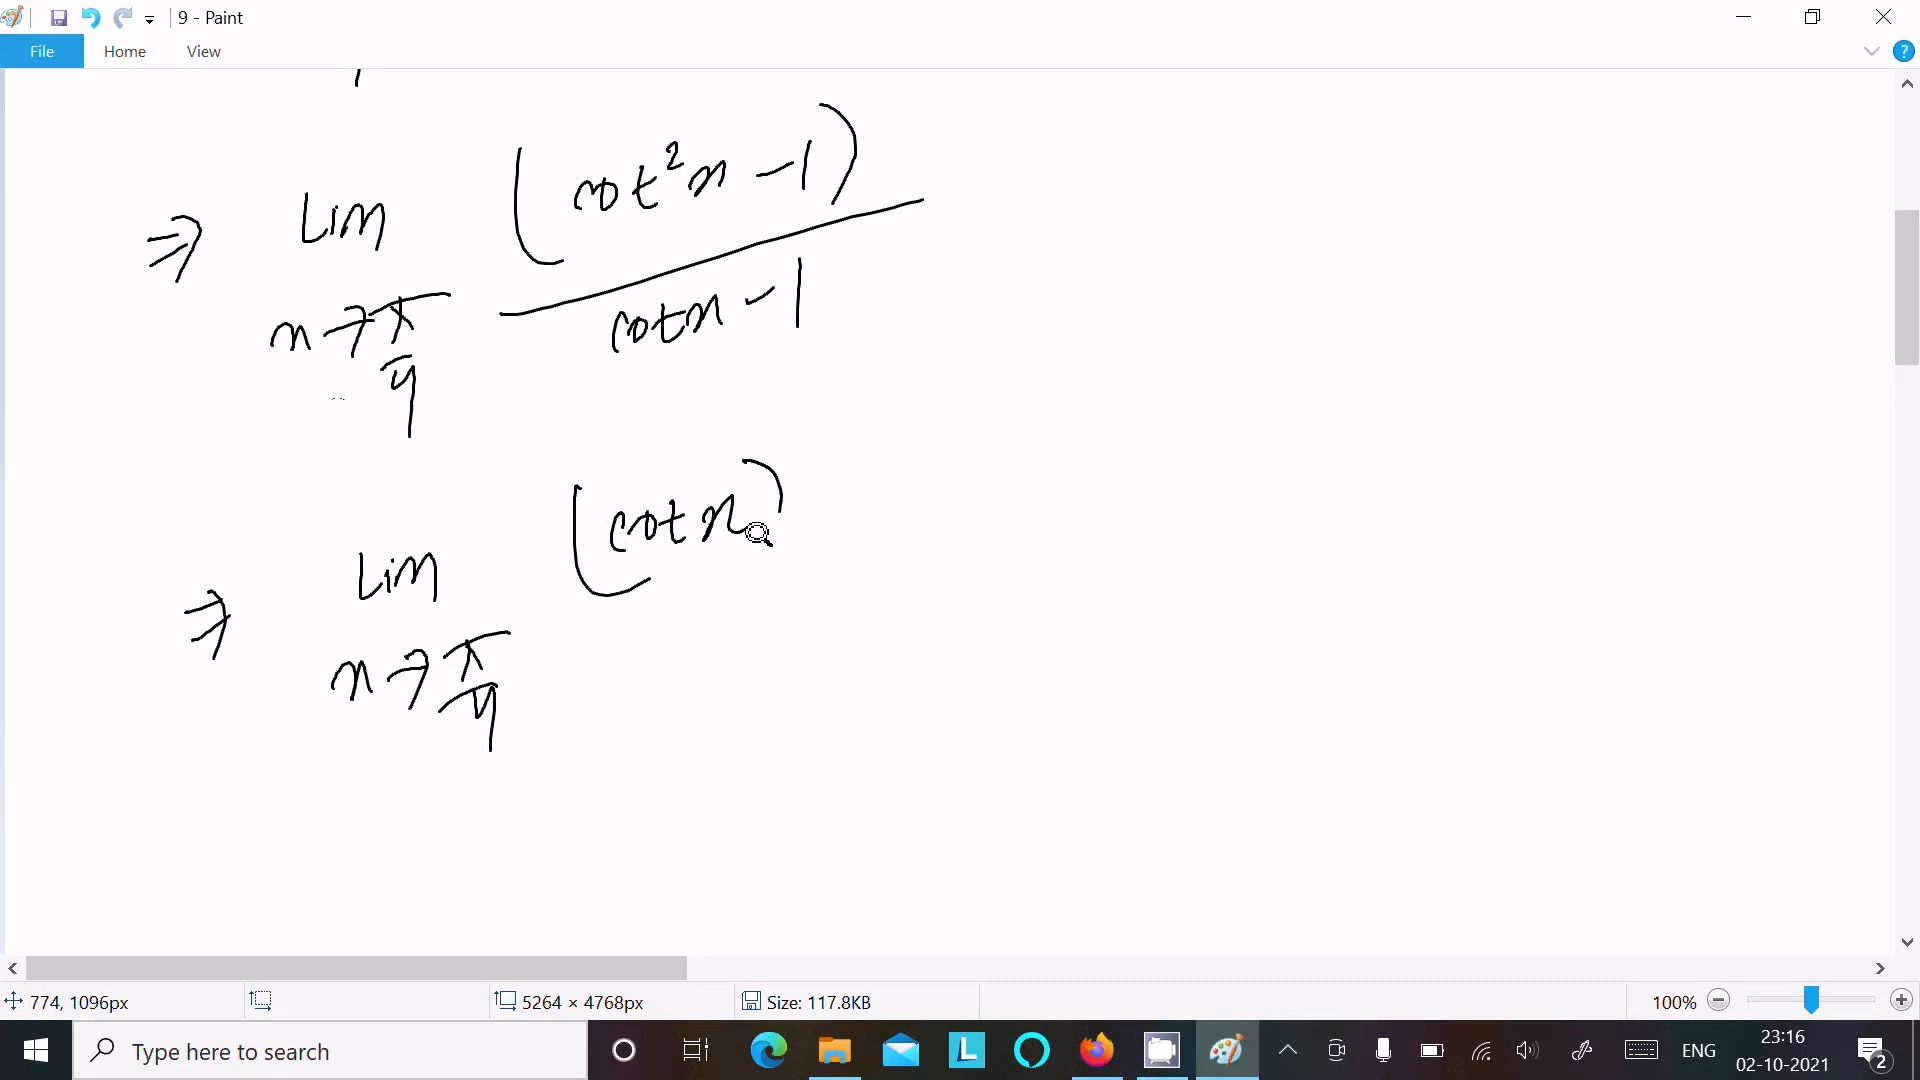 9 - Paint
File Home View
(cot²x - 1)
⇒ Lim
cotx - 1
x→π
4
(cot x)
Lim
⇒
x→π
4
774, 1096px 5264 × 4768px Size: 117.8KB 100%
Type here to search
L
ENG
23:16
02-10-2021
2